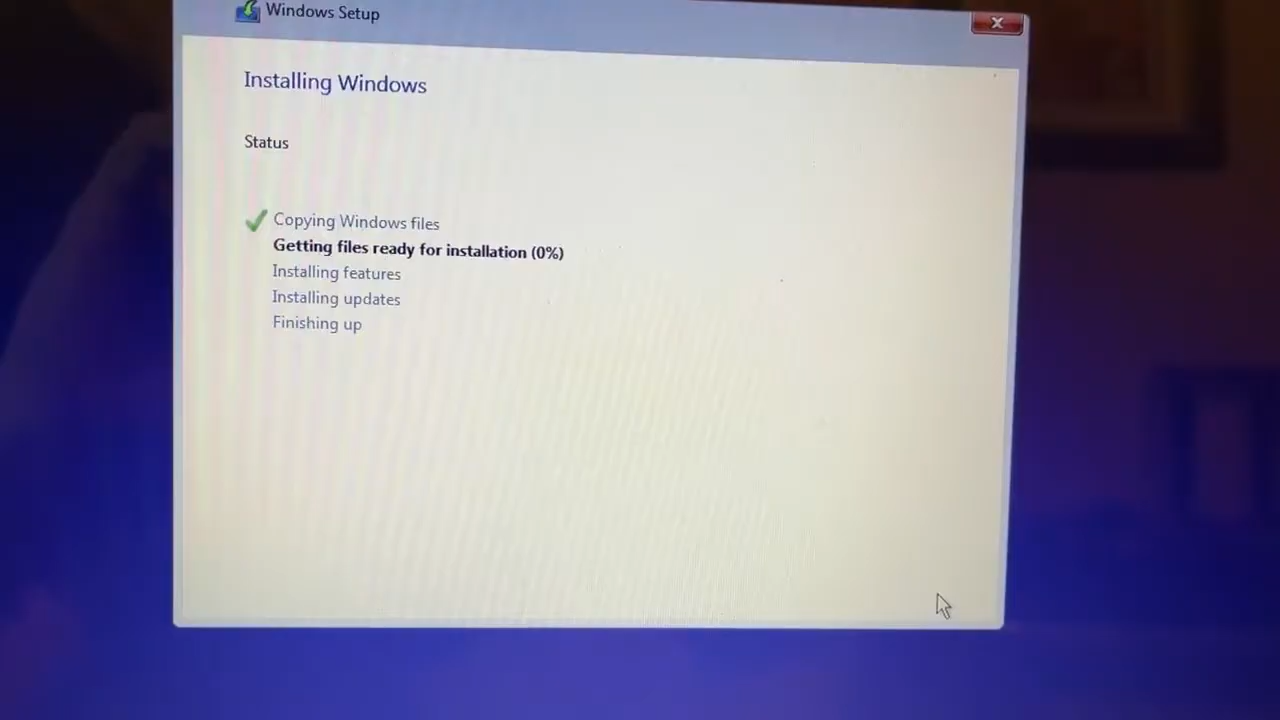 Windows Setup
Installing Windows
Status
Copying Windows files
Getting files ready for installation (0%)
Installing features
Installing updates
Finishing up